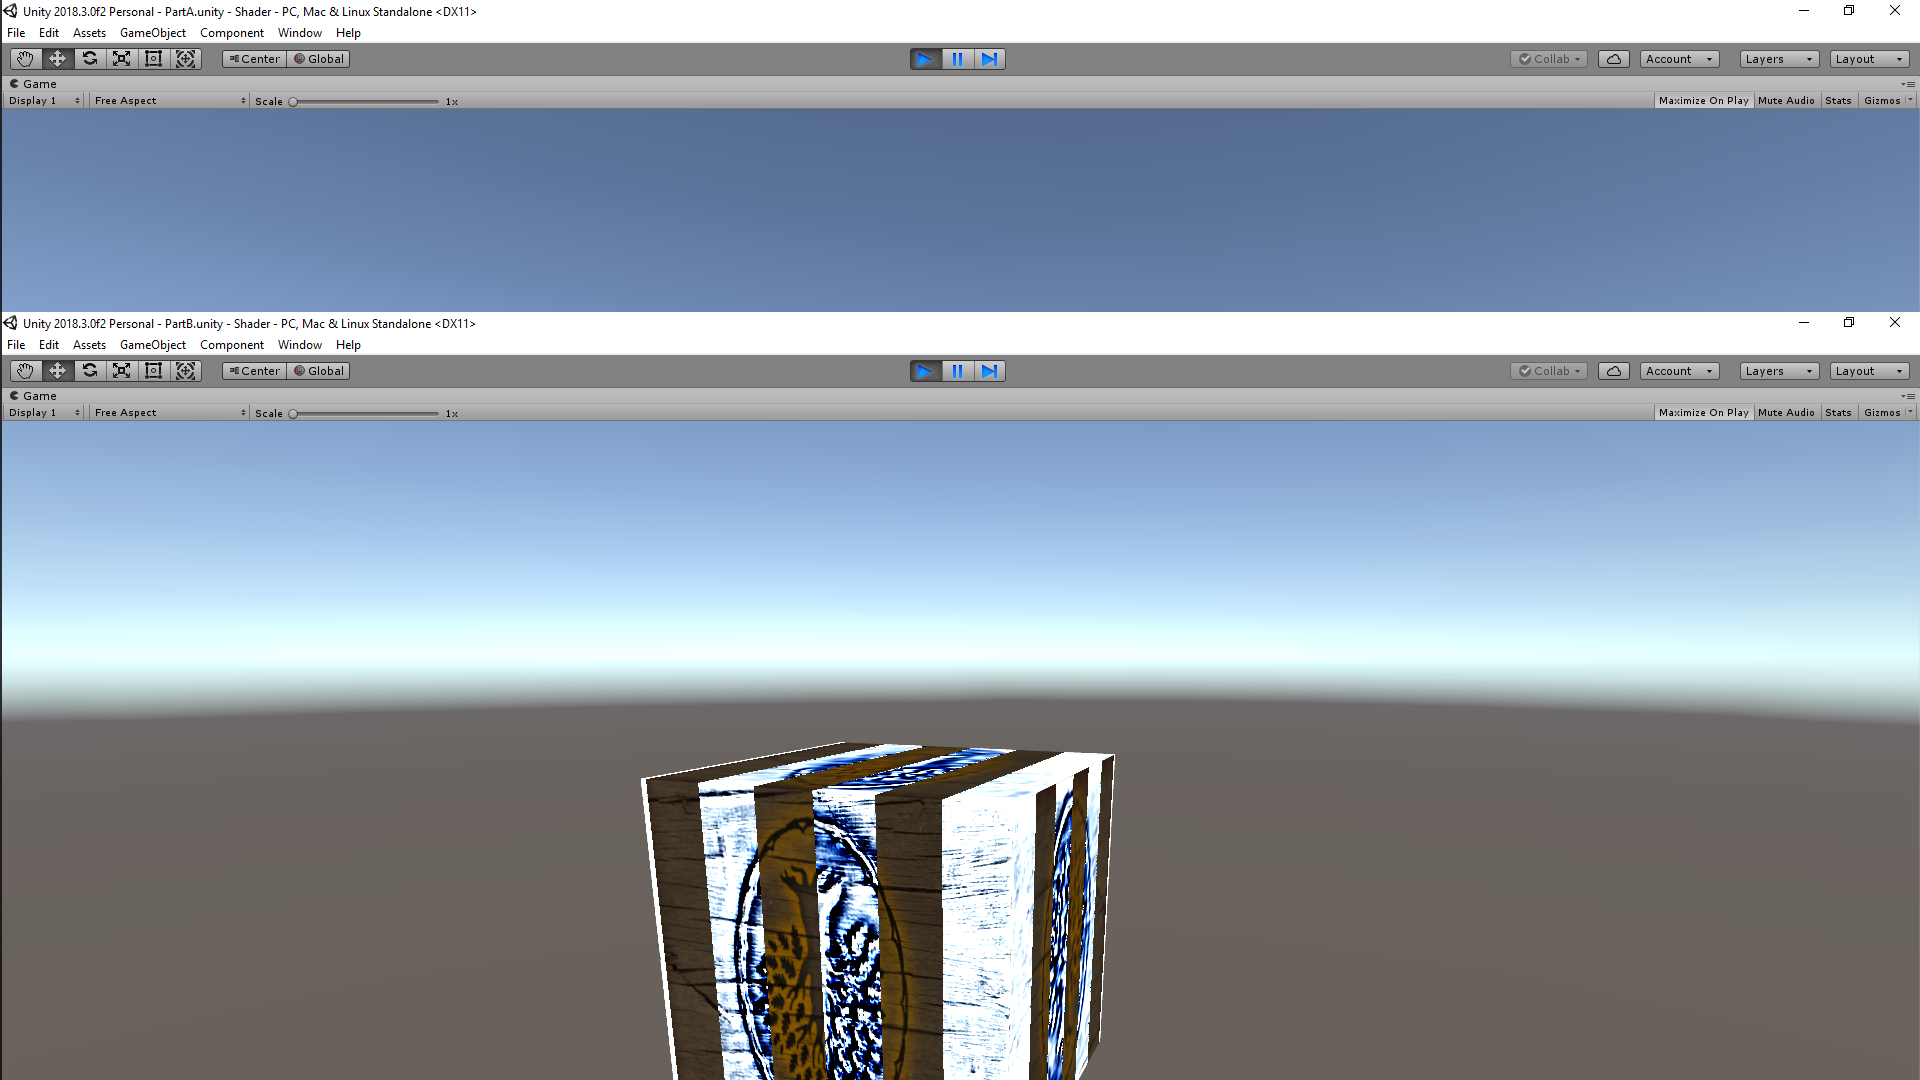 Unity 2018.3.0f2 Personal - PartA.unity - Shader - PC, Mac & Linux Standalone <DX11>
File Edit Assets GameObject Component Window Help
Center Global Collab Account Layers Layout
Game
Display 1 Free Aspect Scale 1x Maximize On Play Mute Audio Stats Gizmos
Unity 2018.3.0f2 Personal - PartB.unity - Shader - PC, Mac & Linux Standalone <DX11>
File Edit Assets GameObject Component Window Help
Center Global Collab Account Layers Layout
Game
Display 1 Free Aspect Scale 1x Maximize On Play Mute Audio Stats Gizmos